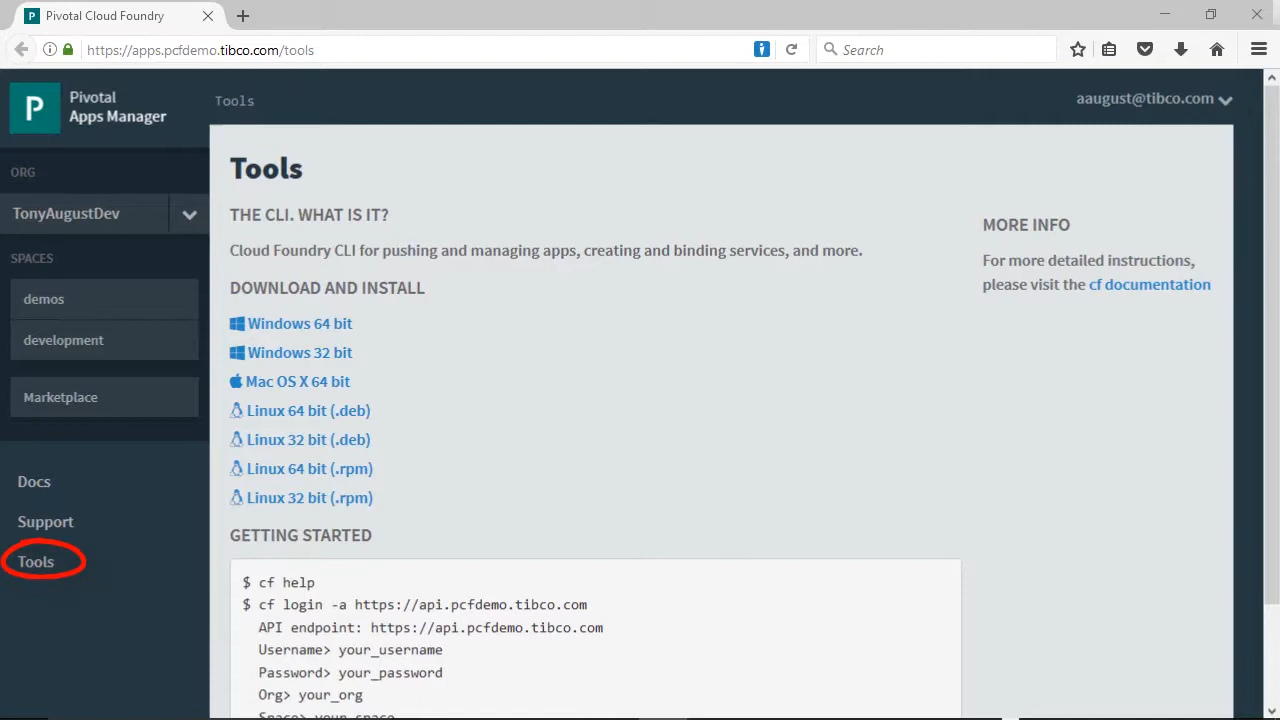 Pivotal Cloud Foundry
https://apps.pcfdemo.tibco.com/tools
Search
P
Pivotal
Apps Manager
Tools
aaugust@tibco.com
ORG
TonyAugustDev
SPACES
demos
development
Marketplace
Docs
Support
Tools
Tools
THE CLI. WHAT IS IT?
Cloud Foundry CLI for pushing and managing apps, creating and binding services, and more.
DOWNLOAD AND INSTALL
Windows 64 bit
Windows 32 bit
Mac OS X 64 bit
Linux 64 bit (.deb)
Linux 32 bit (.deb)
Linux 64 bit (.rpm)
Linux 32 bit (.rpm)
GETTING STARTED
$ cf help
$ cf login -a https://api.pcfdemo.tibco.com
API endpoint: https://api.pcfdemo.tibco.com
Username> your_username
Password> your_password
Org> your_org
Space> your_space
MORE INFO
For more detailed instructions,
please visit the cf documentation